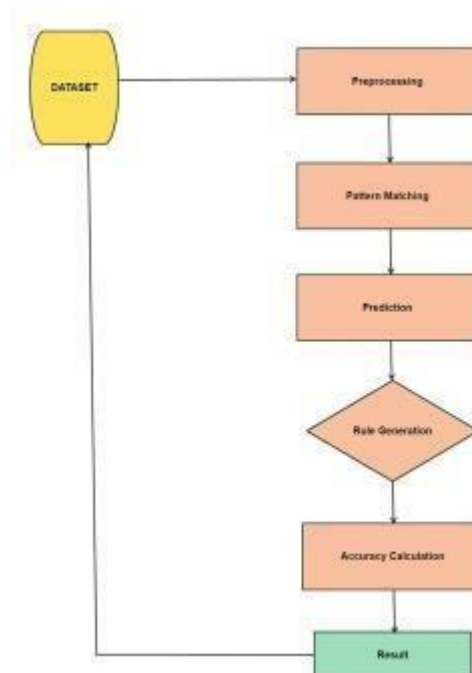 DATASET
Preprocessing
Pattern Matching
Prediction
Rule Generation
Accuracy Calculation
Result